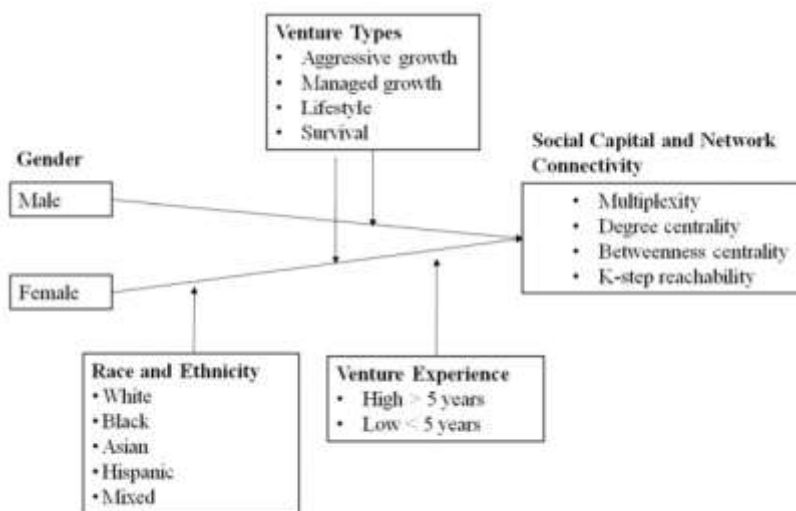 Venture Types
• Aggressive growth
• Managed growth
• Lifestyle
• Survival
Gender
Male
Female
Social Capital and Network
Connectivity
• Multiplexity
• Degree centrality
• Betweenness centrality
• K-step reachability
Race and Ethnicity
• White
• Black
• Asian
• Hispanic
• Mixed
Venture Experience
• High > 5 years
• Low < 5 years